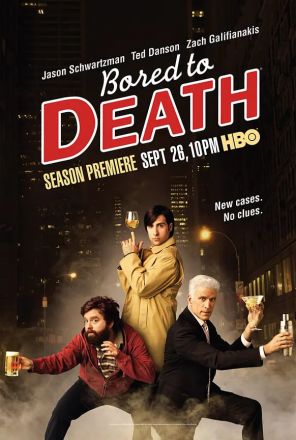 Jason Schwartzman Ted Danson Zach Galifianakis
Bored to
DEATH
SEASON PREMIERE SEPT 26, 10PM HBO
New cases.
No clues.